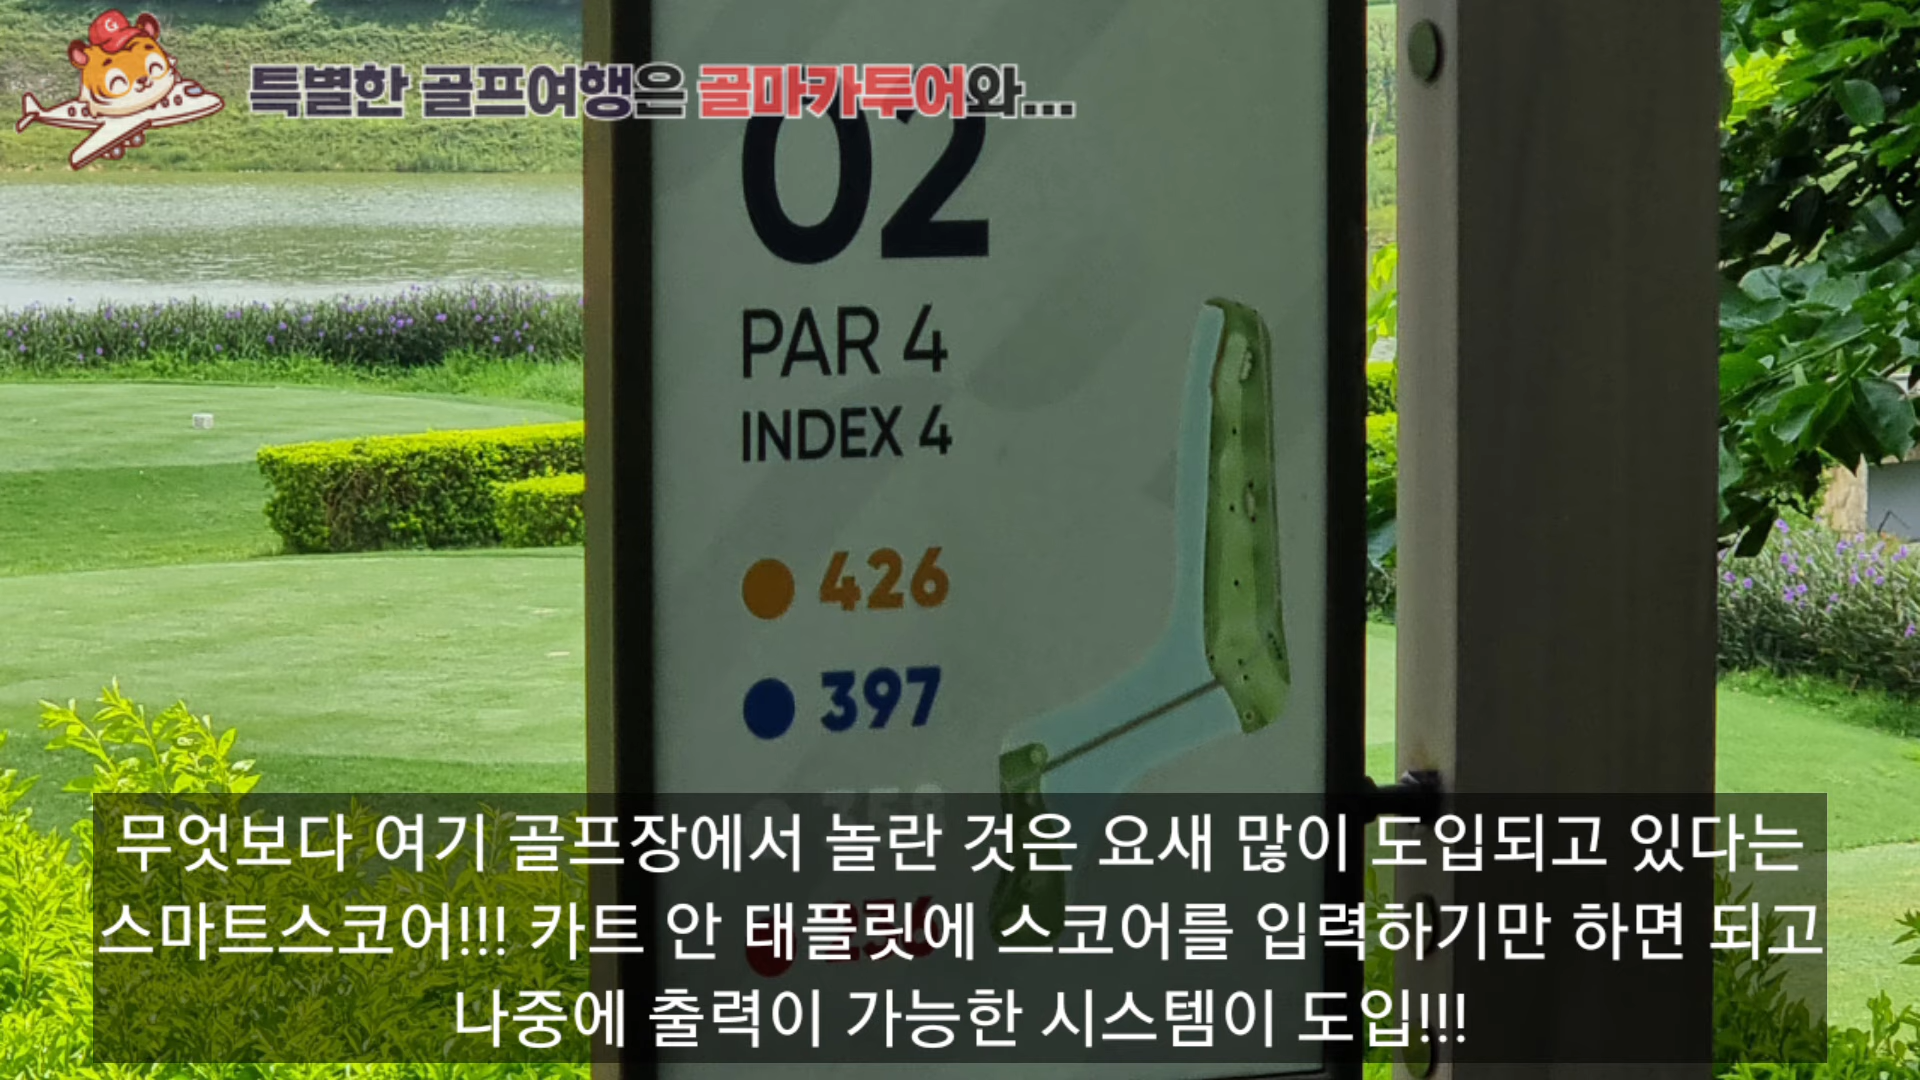 특별한 골프여행은 골마카투어와...
02
PAR 4
INDEX 4
426
397
무엇보다 여기 골프장에서 놀란 것은 요새 많이 도입되고 있다는
스마트스코어!!! 카트 안 태플릿에 스코어를 입력하기만 하면 되고
나중에 출력이 가능한 시스템이 도입!!!